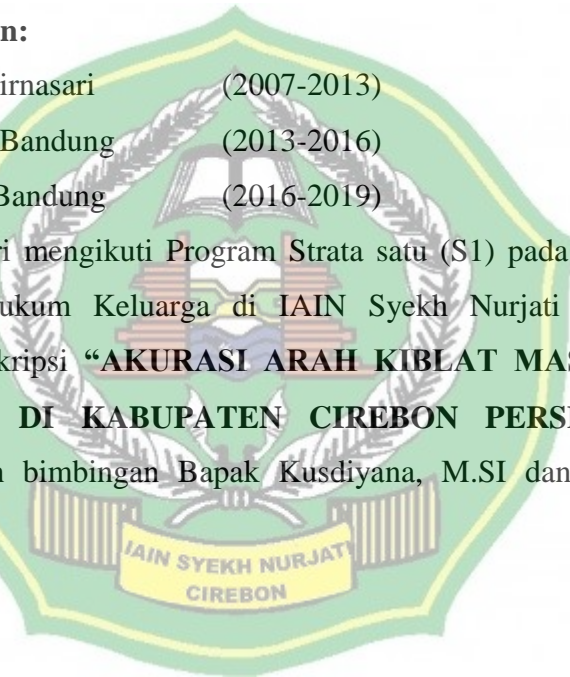 n:
irnasari (2007-2013)
Bandung (2013-2016)
Bandung (2016-2019)
ri mengikuti Program Strata satu (S1) pada
ukum Keluarga di IAIN Syekh Nurjati
kripsi “AKURASI ARAH KIBLAT MAS
DI KABUPATEN CIREBON PERSI
n bimbingan Bapak Kusdiyana, M.SI dan
IAIN SYEKH NURJATI
CIREBON